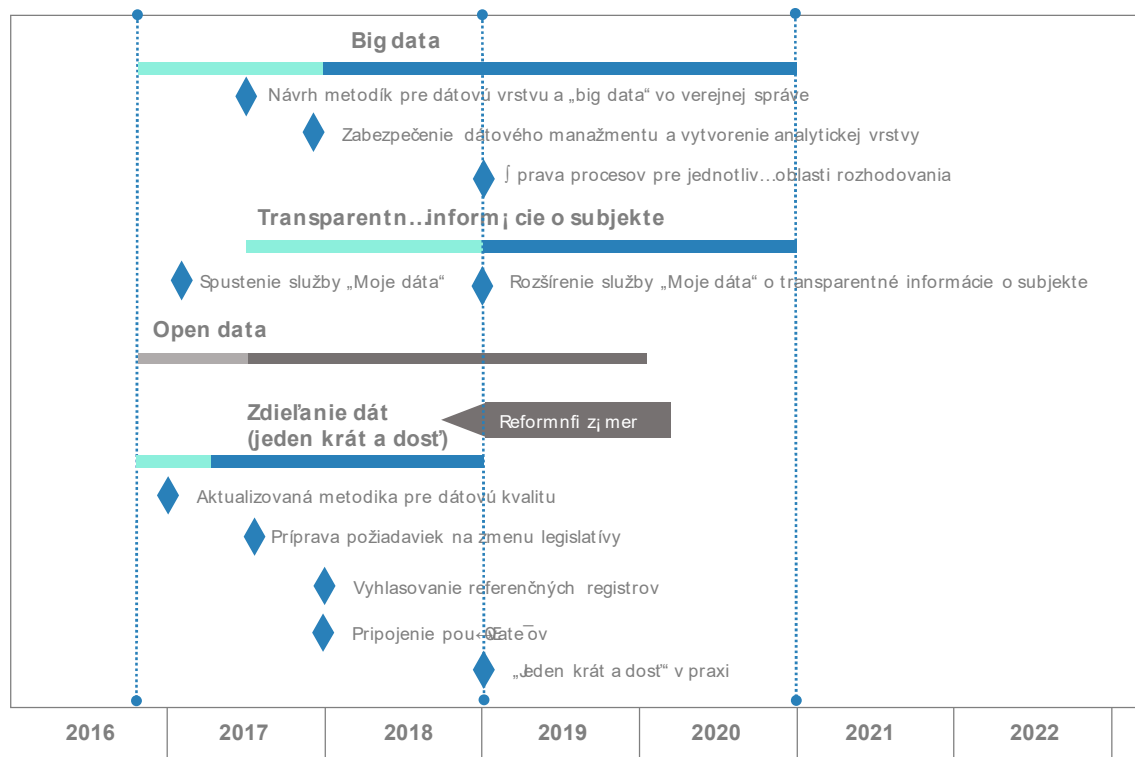 Big data
Návrh metodík pre dátovú vrstvu a „big data“ vo verejnej správe
Zabezpečenie dátového manažmentu a vytvorenie analytickej vrstvy
∫ prava procesov pre jednotliv…oblasti rozhodovania
Transparentn…inform¡ cie o subjekte
Spustenie služby „Moje dáta“
Rozšírenie služby „Moje dáta“ o transparentné informácie o subjekte
Open data
Zdieľanie dát
(jeden krát a dosť)
Reformnfi z¡ mer
Aktualizovaná metodika pre dátovú kvalitu
Príprava požiadaviek na zmenu legislatívy
Vyhlasovanie referenčných registrov
Pripojenie
„Jeden krát a dosť“ v praxi
2016 2017 2018 2019 2020 2021 2022